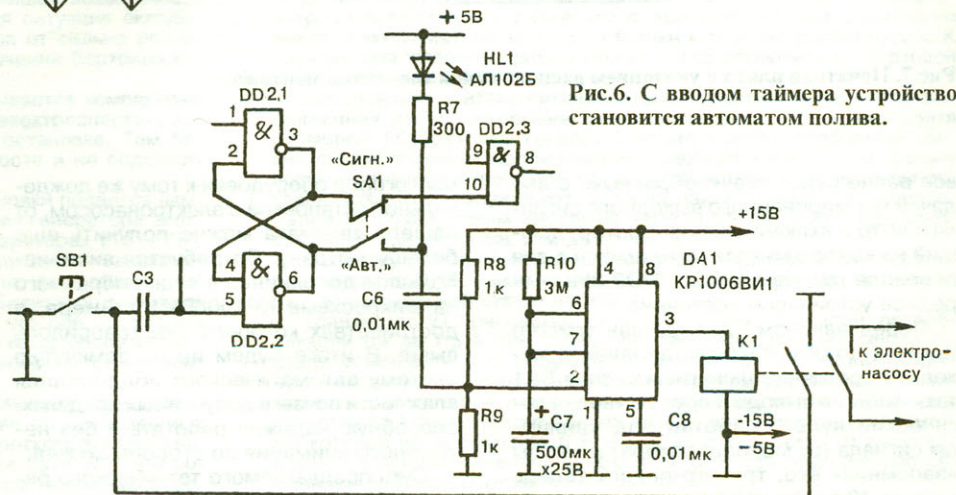 + 5В
HL1
АЛ102Б
Рис.6. С вводом таймера устройство
становится автоматом полива.
DD2.1
1
&
3
2
R7
300
DD2.3
9
&
8
10
«Сигн.»
SA1
+15В
SB1
C3
4
&
6
5
DD2.2
«Авт.»
C6
0,01мк
R8
1к
R10
3М
4
8
DA1
КР1006ВИ1
6
7
2
3
1
5
K1
к электро-
насосу
R9
1к
+
C7
500мк
х25В
C8
0,01мк
-15В
-5В